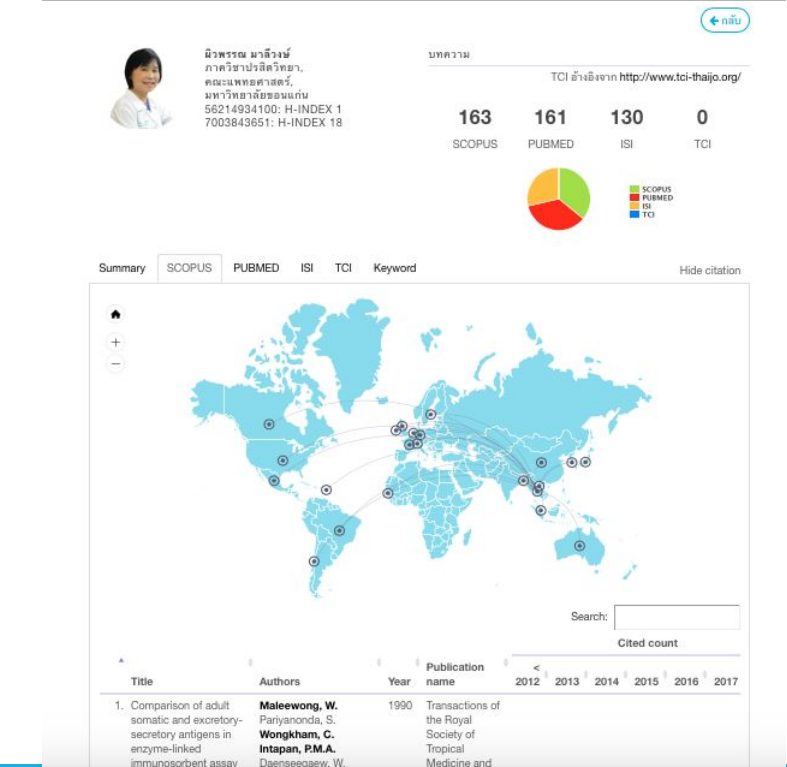 กลับ
ผิวพรรณ มาลีวงษ์
ภาควิชาปรสิตวิทยา,
คณะแพทยศาสตร์,
มหาวิทยาลัยขอนแก่น
56214934100: H-INDEX 1
7003843651: H-INDEX 18
บทความ
TCI อ้างอิงจาก http://www.tci-thaijo.org/
163 161 130 0
SCOPUS PUBMED ISI TCI
SCOPUS
PUBMED
ISI
TCI
Summary SCOPUS PUBMED ISI TCI Keyword Hide citation
Search:
Cited count
Title Authors Year Publication name < 2012 2013 2014 2015 2016 2017
1. Comparison of adult Maleewong, W. 1990 Transactions of
somatic and excretory- Pariyanonda, S. the Royal
secretory antigens in Wongkham, C. Society of
enzyme-linked Intapan, P.M.A. Tropical
immunosorbent assay Daenseegaew, W. Medicine and